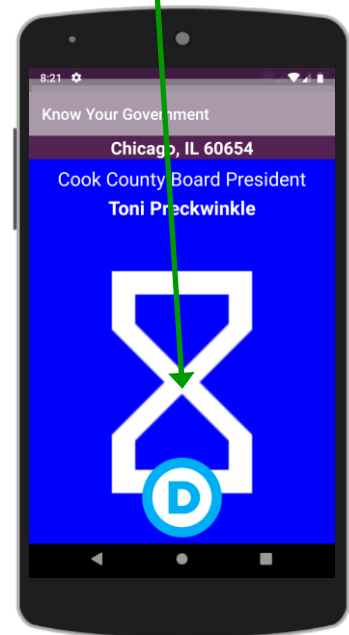 8:21
Know Your Government
Chicago, IL 60654
Cook County Board President
Toni Preckwinkle
D